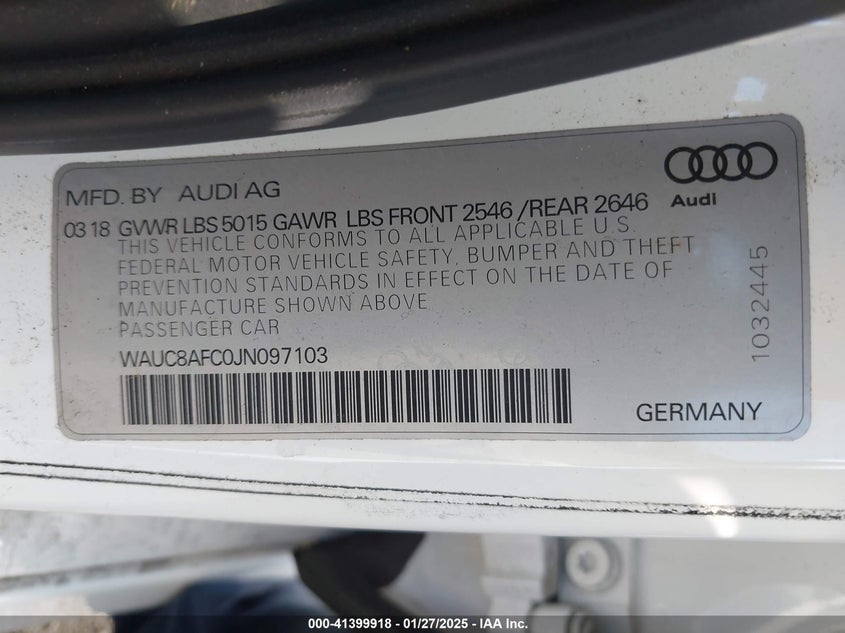 MFD. BY AUDI AG
Audi
03 18 GVWR LBS 5015 GAWR LBS FRONT 2546 / REAR 2646
THIS VEHICLE CONFORMS TO ALL APPLICABLE U.S.
FEDERAL MOTOR VEHICLE SAFETY, BUMPER AND THEFT
PREVENTION STANDARDS IN EFFECT ON THE DATE OF
MANUFACTURE SHOWN ABOVE
PASSENGER CAR
WAUC8AFC0JN097103
1032445
GERMANY
000-41399918 - 01/27/2025 - IAA Inc.